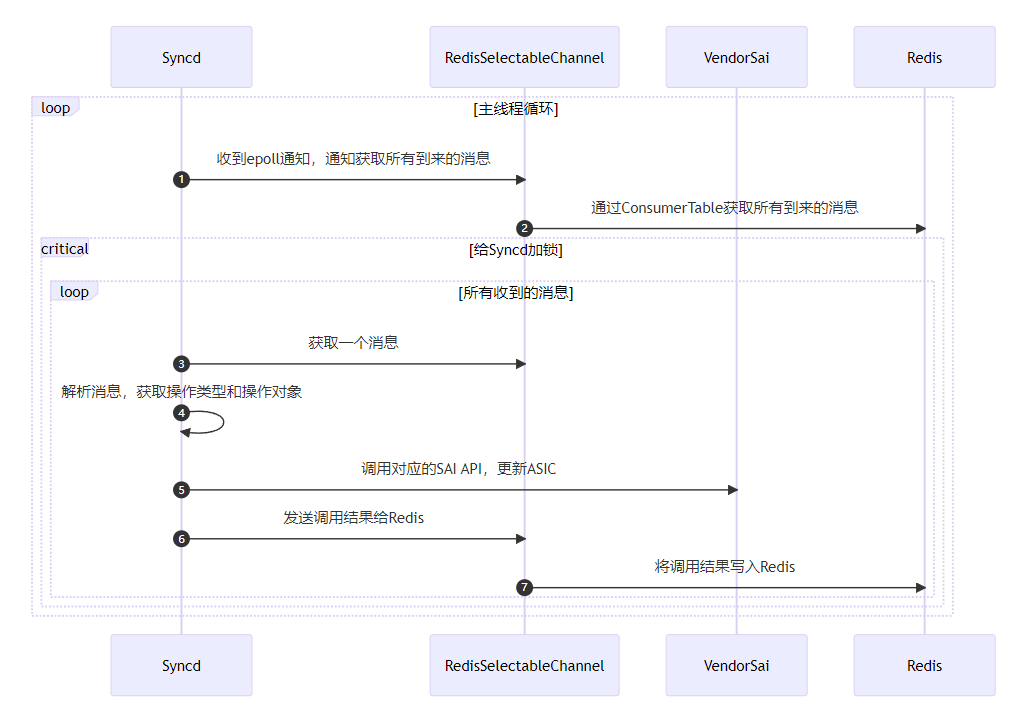 Syncd
RedisSelectableChannel
VendorSai
Redis
loop
[主线程循环]
收到epoll通知，通知获取所有到来的消息
1
通过ConsumerTable获取所有到来的消息
2
critical
[给Syncd加锁]
loop
[所有收到的消息]
获取一个消息
3
解析消息，获取操作类型和操作对象
4
调用对应的SAI API，更新ASIC
5
发送调用结果给Redis
6
将调用结果写入Redis
7
Syncd
RedisSelectableChannel
VendorSai
Redis